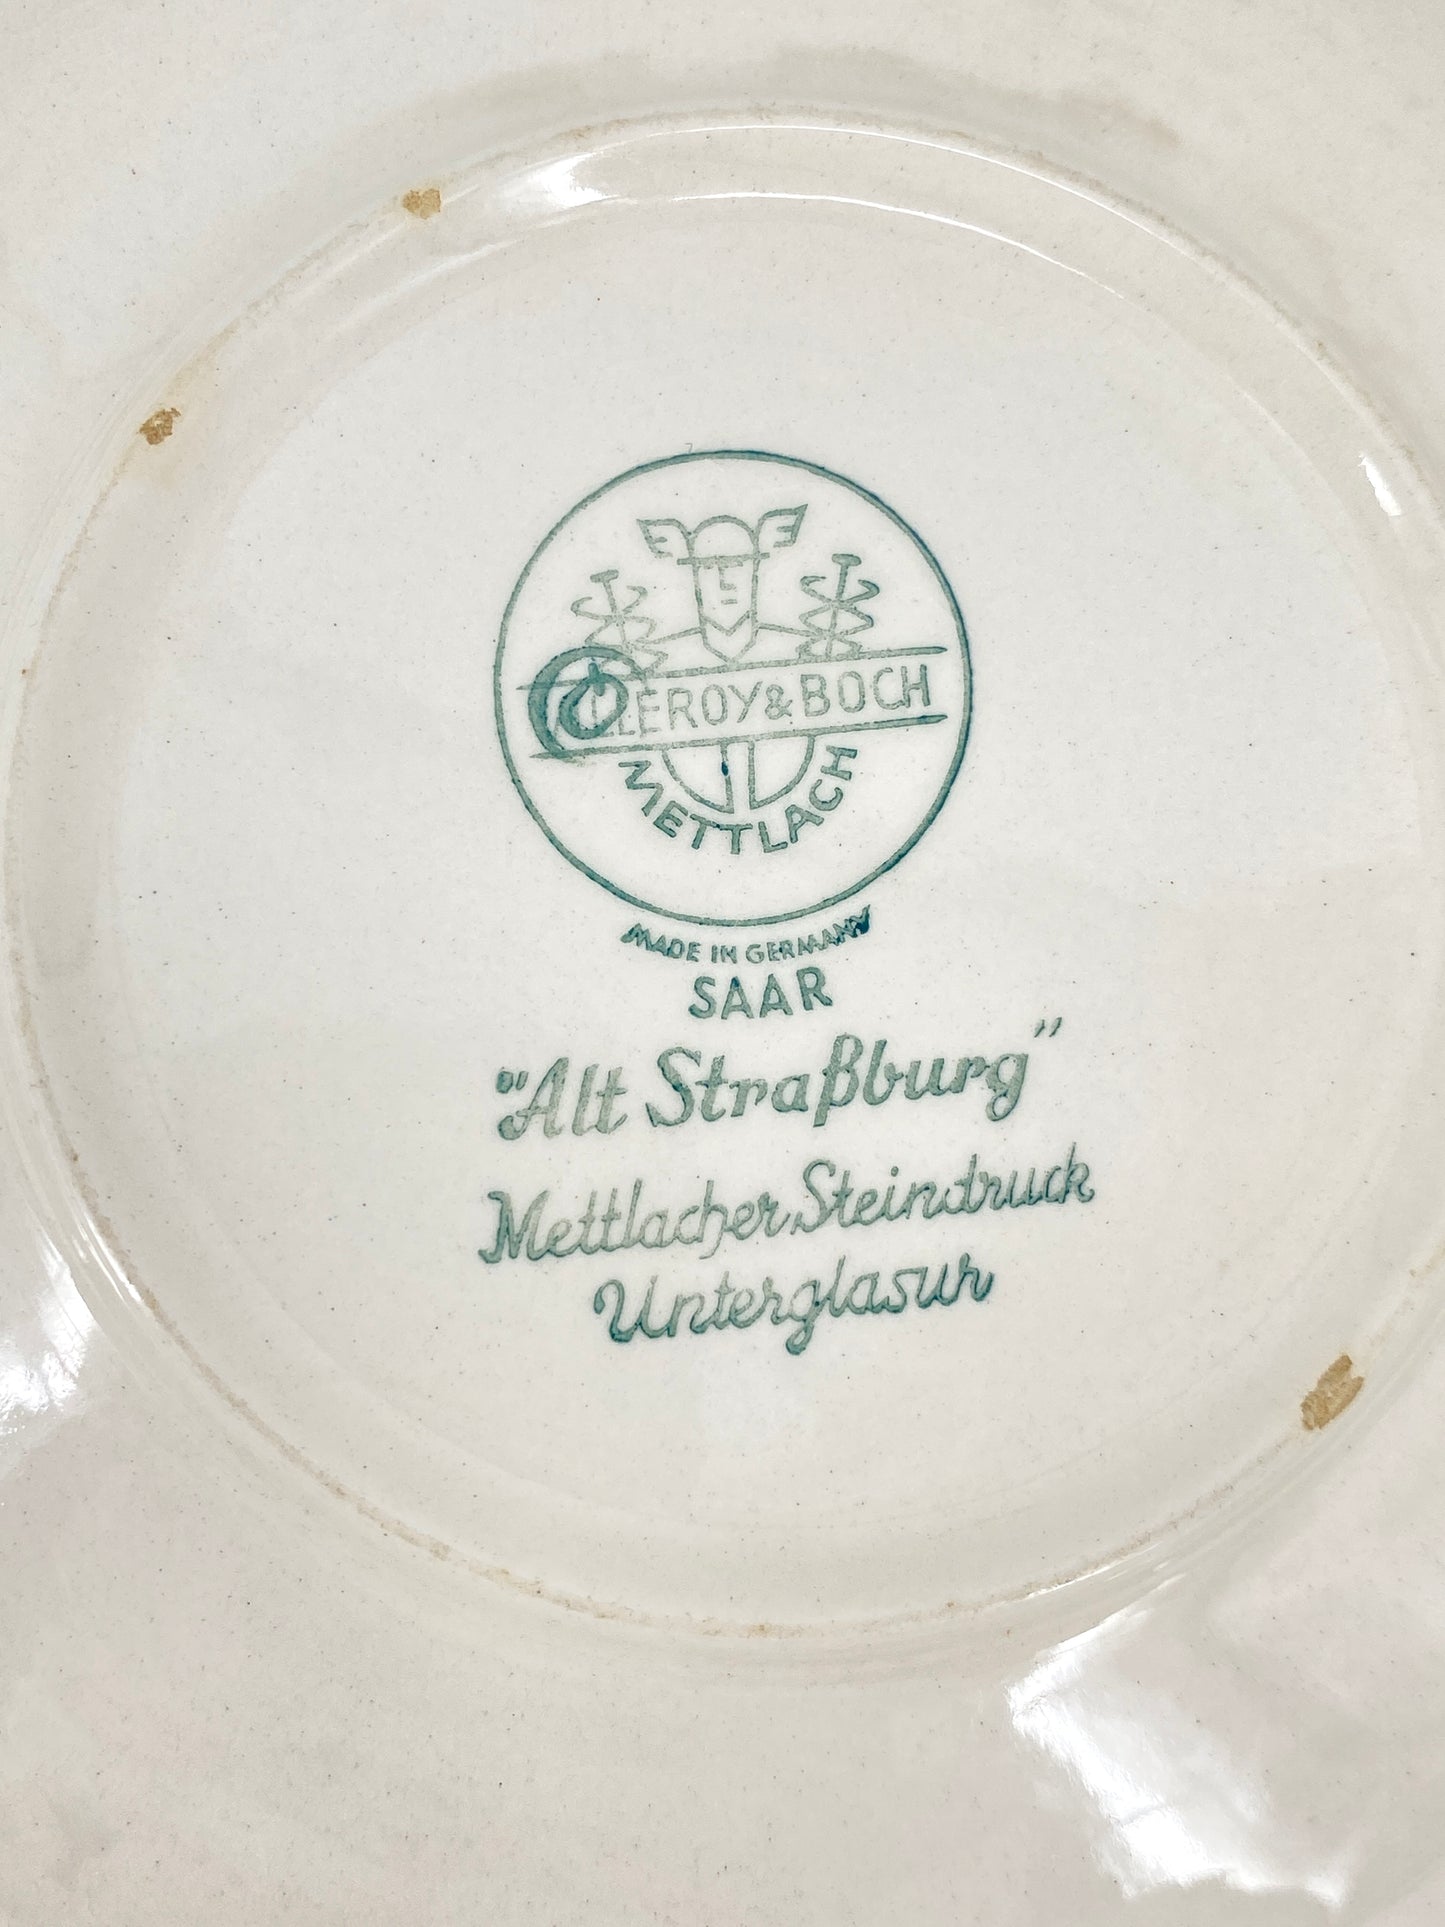 VILLEROY & BOCH
METTLACH
MADE IN GERMANY
SAAR
"Alt Straßburg"
Mettlacher Steindruck
Unterglasur